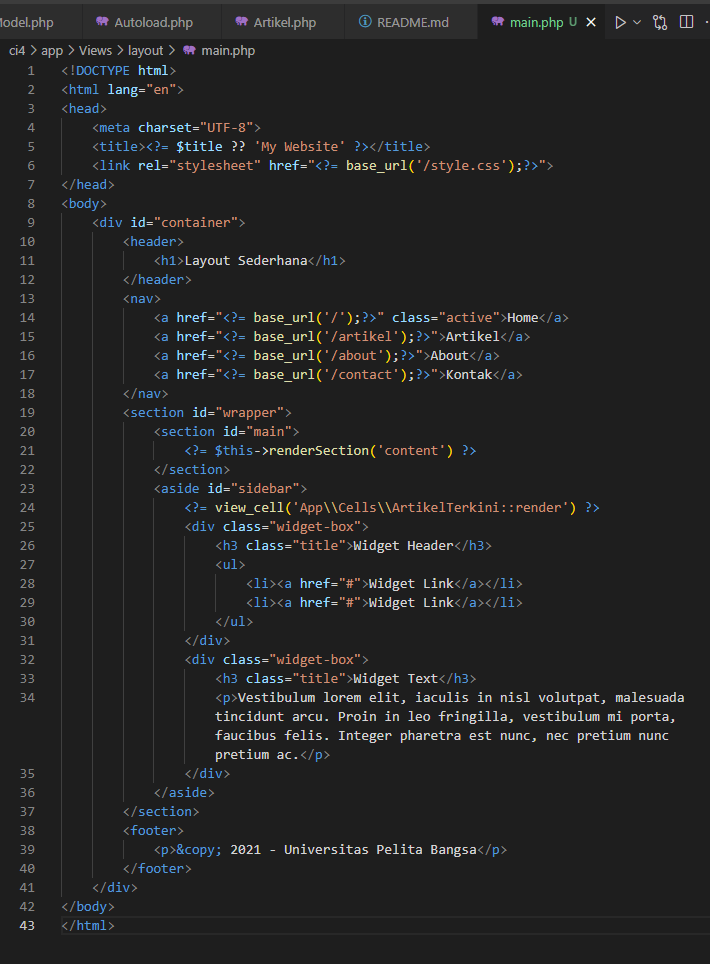 odel.php Autoload.php Artikel.php README.md main.php U
ci4 > app > Views > layout > main.php
1 <!DOCTYPE html>
2 <html lang="en">
3 <head>
4 <meta charset="UTF-8">
5 <title><?= $title ?? 'My Website' ?></title>
6 <link rel="stylesheet" href="<?= base_url('/style.css');?>">
7 </head>
8 <body>
9 <div id="container">
10 <header>
11 <h1>Layout Sederhana</h1>
12 </header>
13 <nav>
14 <a href="<?= base_url('/');?>" class="active">Home</a>
15 <a href="<?= base_url('/artikel');?>">Artikel</a>
16 <a href="<?= base_url('/about');?>">About</a>
17 <a href="<?= base_url('/contact');?>">Kontak</a>
18 </nav>
19 <section id="wrapper">
20 <section id="main">
21 <?= $this->renderSection('content') ?>
22 </section>
23 <aside id="sidebar">
24 <?= view_cell('App\\Cells\\ArtikelTerkini::render') ?>
25 <div class="widget-box">
26 <h3 class="title">Widget Header</h3>
27 <ul>
28 <li><a href="#">Widget Link</a></li>
29 <li><a href="#">Widget Link</a></li>
30 </ul>
31 </div>
32 <div class="widget-box">
33 <h3 class="title">Widget Text</h3>
34 <p>Vestibulum lorem elit, iaculis in nisl volutpat, malesuada
tincidunt arcu. Proin in leo fringilla, vestibulum mi porta,
faucibus felis. Integer pharetra est nunc, nec pretium nunc
pretium ac.</p>
35 </div>
36 </aside>
37 </section>
38 <footer>
39 <p>&copy; 2021 - Universitas Pelita Bangsa</p>
40 </footer>
41 </div>
42 </body>
43 </html>